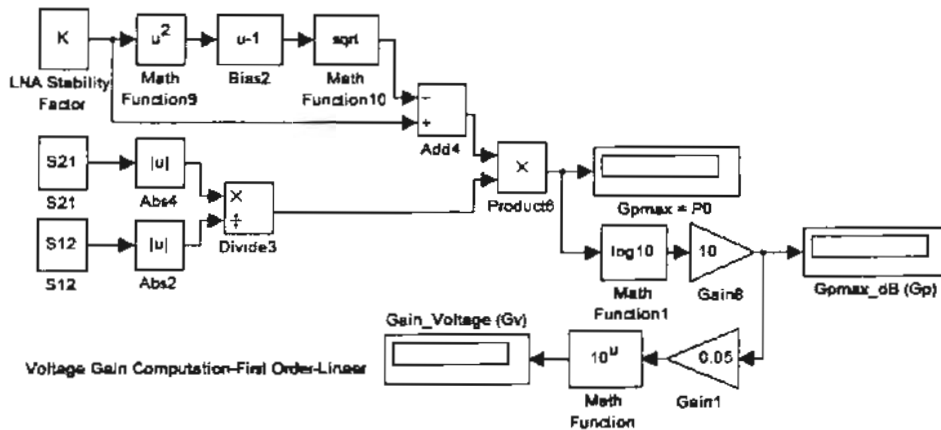 K
LNA Stability
Factor
u²
Math
Function9
u-1
Bias2
sqrt
Math
Function10
−
+
Add4
S21
S21
|u|
Abs4
S12
S12
|u|
Abs2
×
÷
Divide3
×
Product6
Gpmax = P0
log10
Math
Function1
10
Gain8
Gpmax_dB (Gp)
Gain_Voltage (Gv)
10ᵘ
Math
Function
0.05
Gain1
Voltage Gain Computation-First Order-Linear